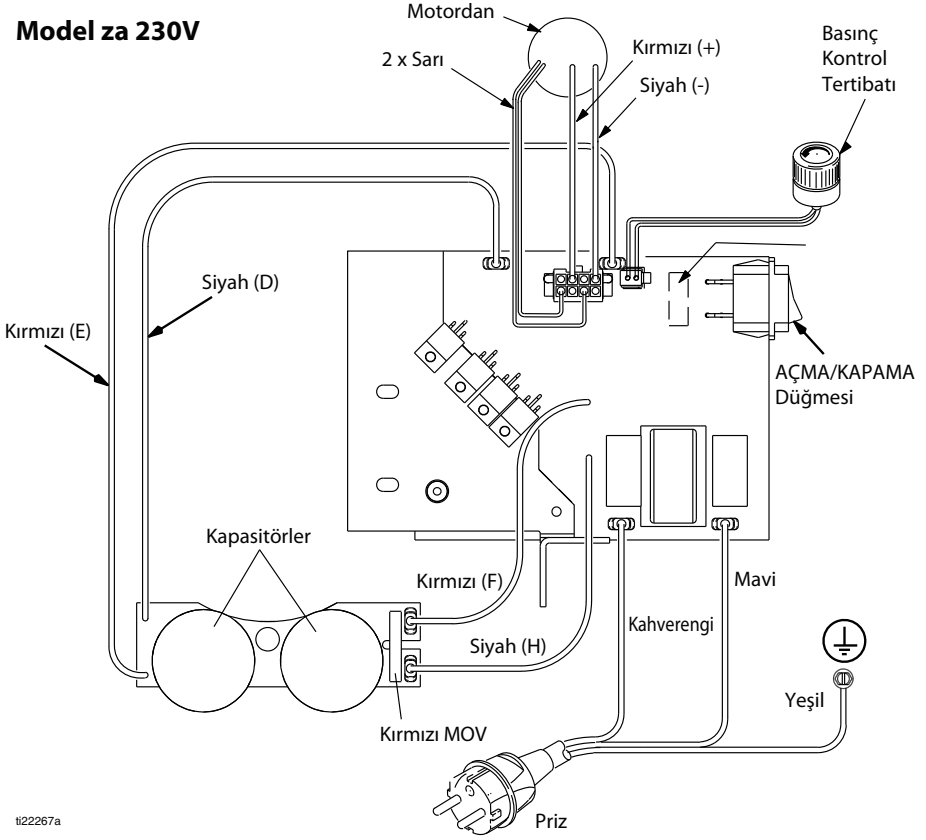 Model za 230V
Motordan
2 x Sarı
Kırmızı (+)
Siyah (-)
Basınç
Kontrol
Tertibatı
Siyah (D)
Kırmızı (E)
AÇMA/KAPAMA
Düğmesi
Kapasitörler
Kırmızı (F)
Mavi
Kahverengi
Siyah (H)
Yeşil
Kırmızı MOV
Priz
ti22267a